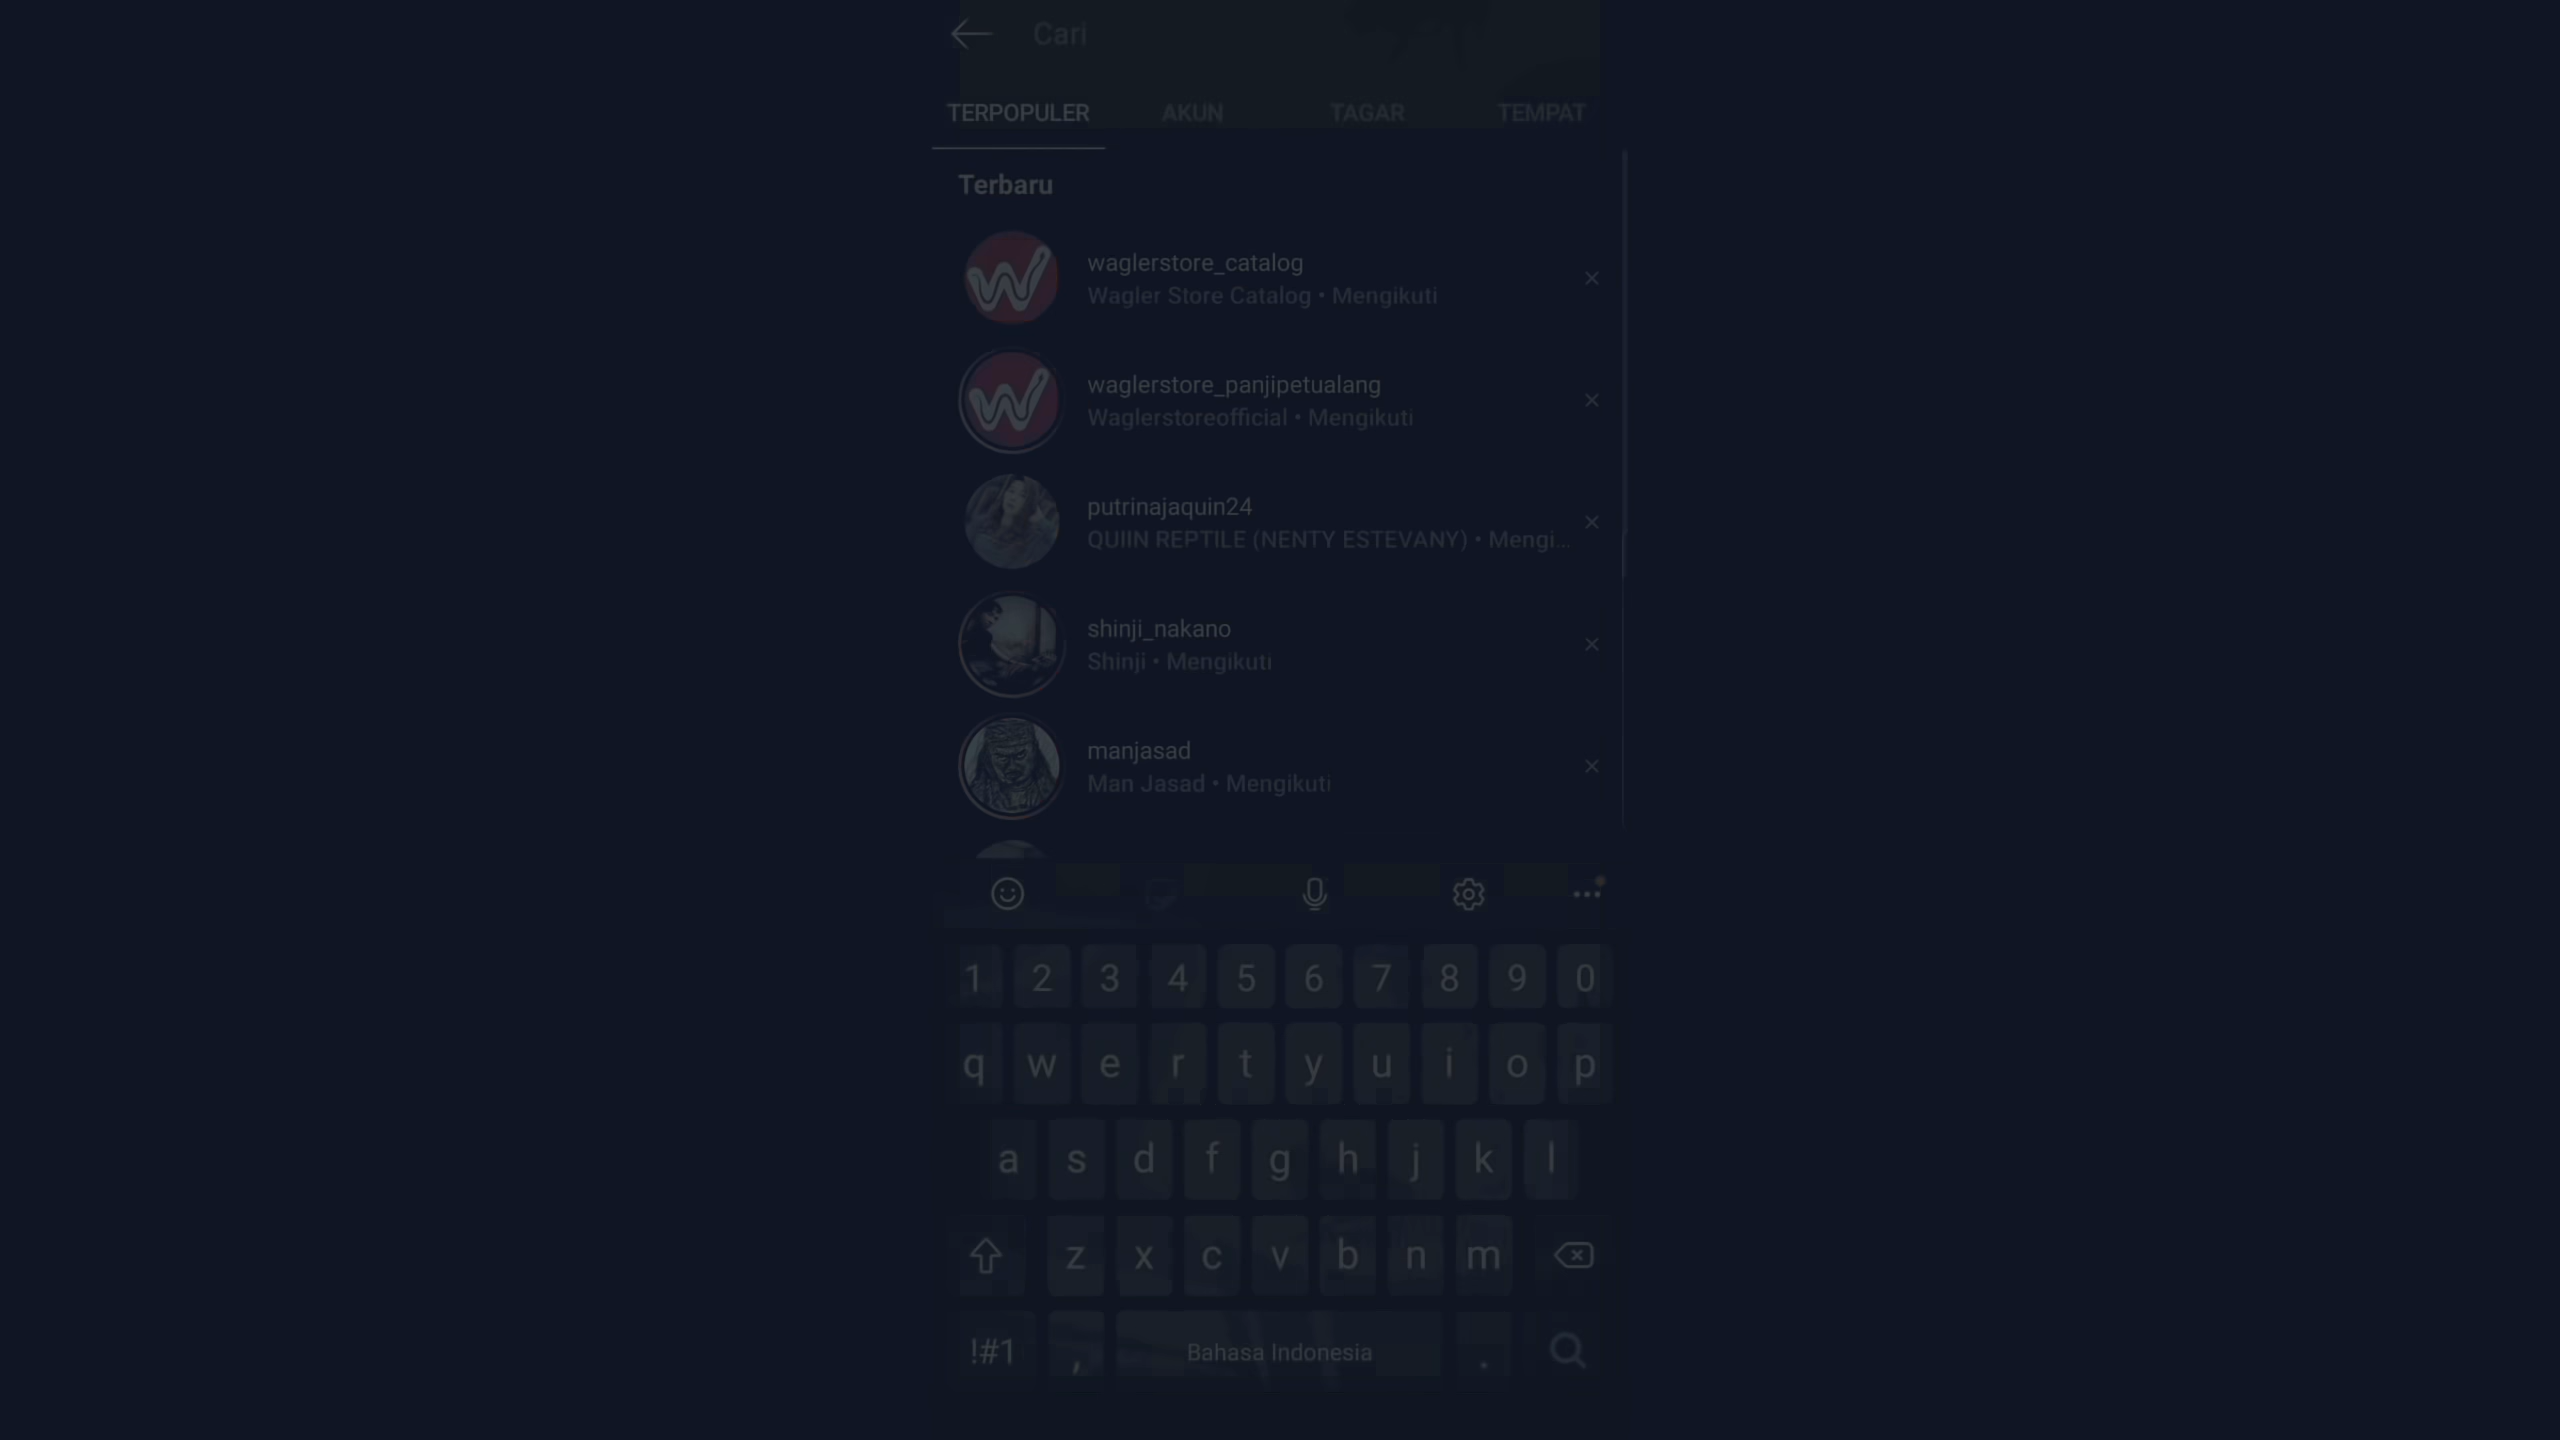 Cari
TERPOPULER AKUN TAGAR TEMPAT
Terbaru
waglerstore_catalog
Wagler Store Catalog • Mengikuti
waglerstore_panjipetualang
Waglerstoreofficial • Mengikuti
putrinajaquin24
QUIIN REPTILE (NENTY ESTEVANY) • Mengi...
shinji_nakano
Shinji • Mengikuti
manjasad
Man Jasad • Mengikuti
1 2 3 4 5 6 7 8 9 0
q w e r t y u i o p
a s d f g h j k l
z x c v b n m
!#1 , Bahasa Indonesia .